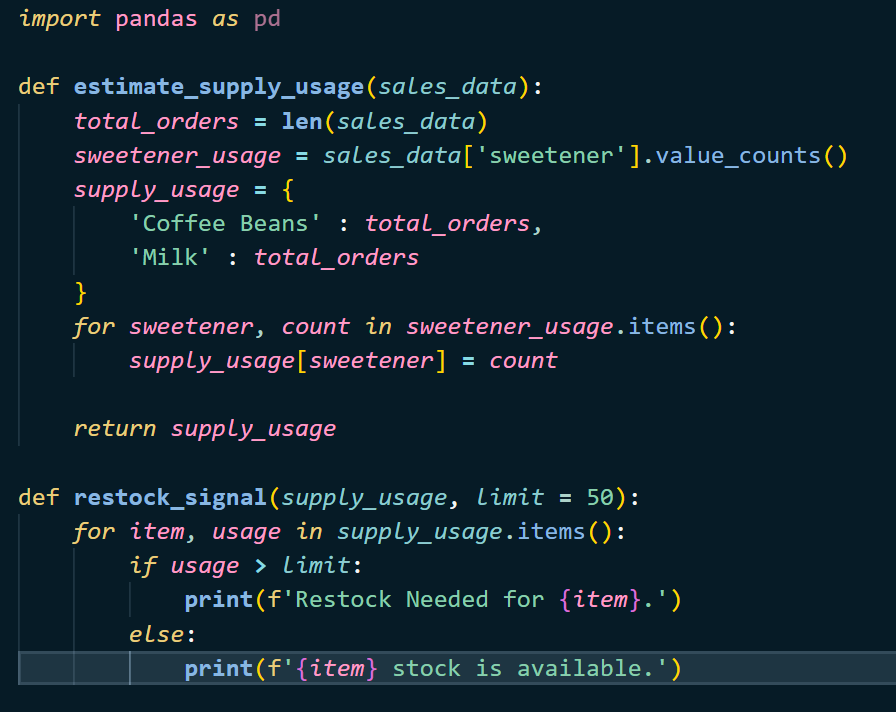 import pandas as pd
def estimate_supply_usage(sales_data):
    total_orders = len(sales_data)
    sweetener_usage = sales_data['sweetener'].value_counts()
    supply_usage = {
        'Coffee Beans' : total_orders,
        'Milk' : total_orders
    }
    for sweetener, count in sweetener_usage.items():
        supply_usage[sweetener] = count
    return supply_usage
def restock_signal(supply_usage, limit = 50):
    for item, usage in supply_usage.items():
        if usage > limit:
            print(f'Restock Needed for {item}.')
        else:
            print(f'{item} stock is available.')